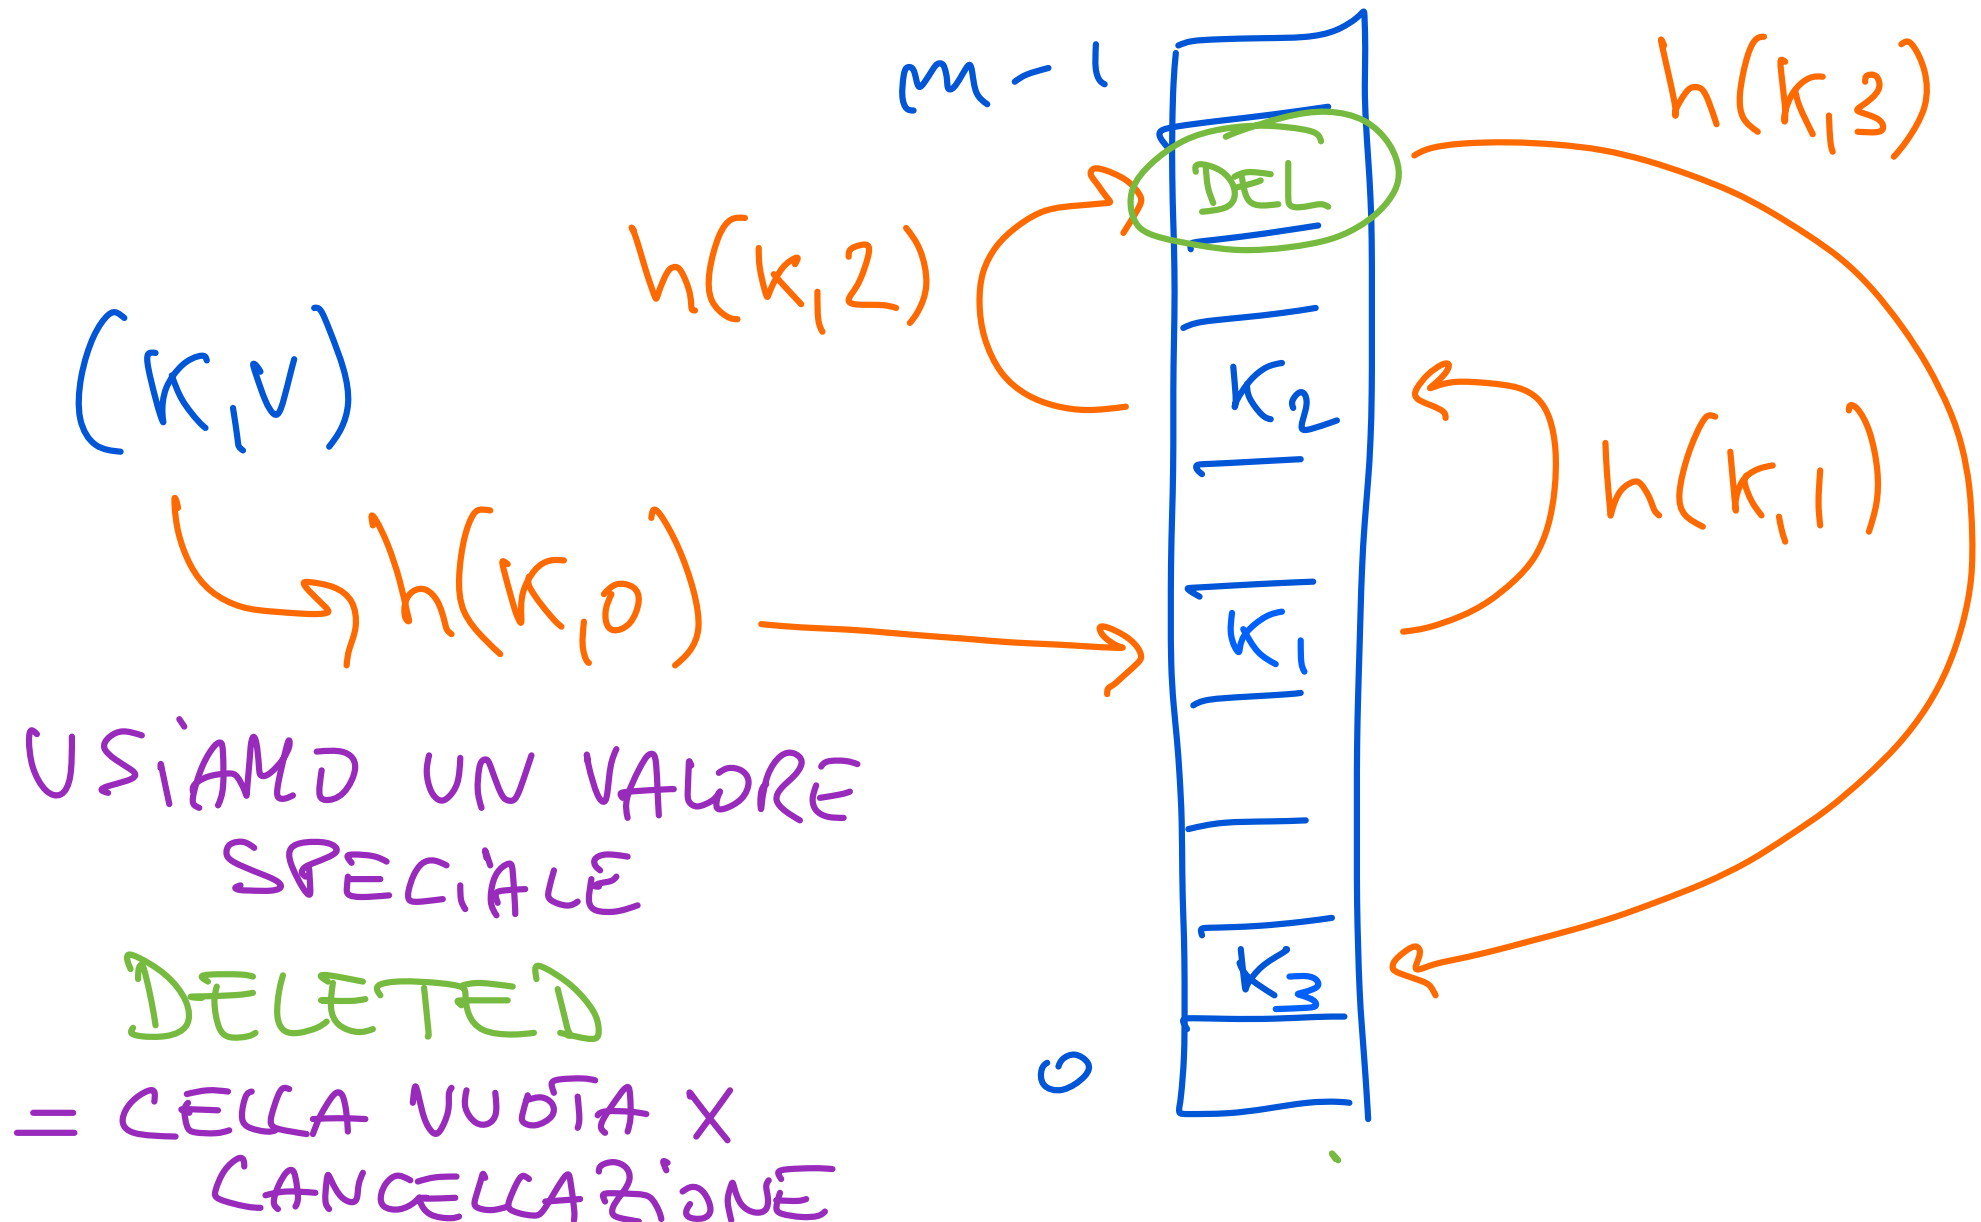 m - 1
h(K,3)
DEL
h(K,2)
(K,V)
K2
h(K,1)
h(K,0)
K1
USIAMO UN VALORE
SPECIALE
K3
DELETED
0
= CELLA VUOTA X
CANCELLAZIONE